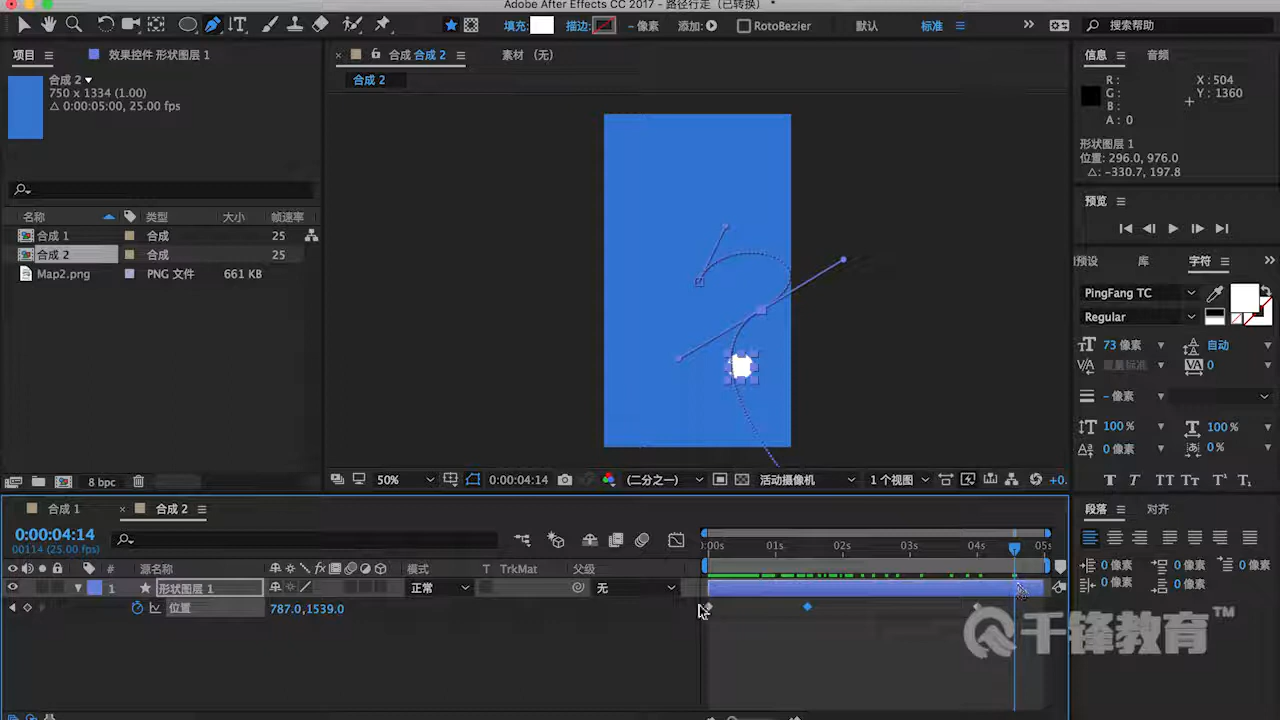 Adobe After Effects CC 2017 - 路径行走（已转换） *
填充: 描边: - 像素 添加: RotoBezier 默认 标准 搜索帮助
项目 效果控件 形状图层 1
合成 2
750 x 1334 (1.00)
Δ 0:00:05:00, 25.00 fps
名称 类型 大小 帧速率
合成 1 合成 25
合成 2 合成 25
Map2.png PNG 文件 661 KB
8 bpc
合成 合成 2 素材 (无)
合成 2
50% 0:00:04:14 (二分之一) 活动摄像机 1 个视图 +0.
信息 音频
R :
G :
B :
A : 0
X : 504
Y : 1360
形状图层 1
位置: 296.0, 976.0
Δ: -330.7, 197.8
预览
预设 库 字符
PingFang TC
Regular
73 像素 自动
度量标准 0
- 像素
100 % 100 %
0 像素 0 %
T T TT Tr T¹ T₁
段落 对齐
0 像素 0 像素 0 像素
0 像素 0 像素
合成 1 合成 2
0:00:04:14
00114 (25.00 fps)
# 源名称 模式 T TrkMat 父级
1 形状图层 1 正常 无
位置 787.0,1539.0
:00s 01s 02s 03s 04s 05s
千锋教育™